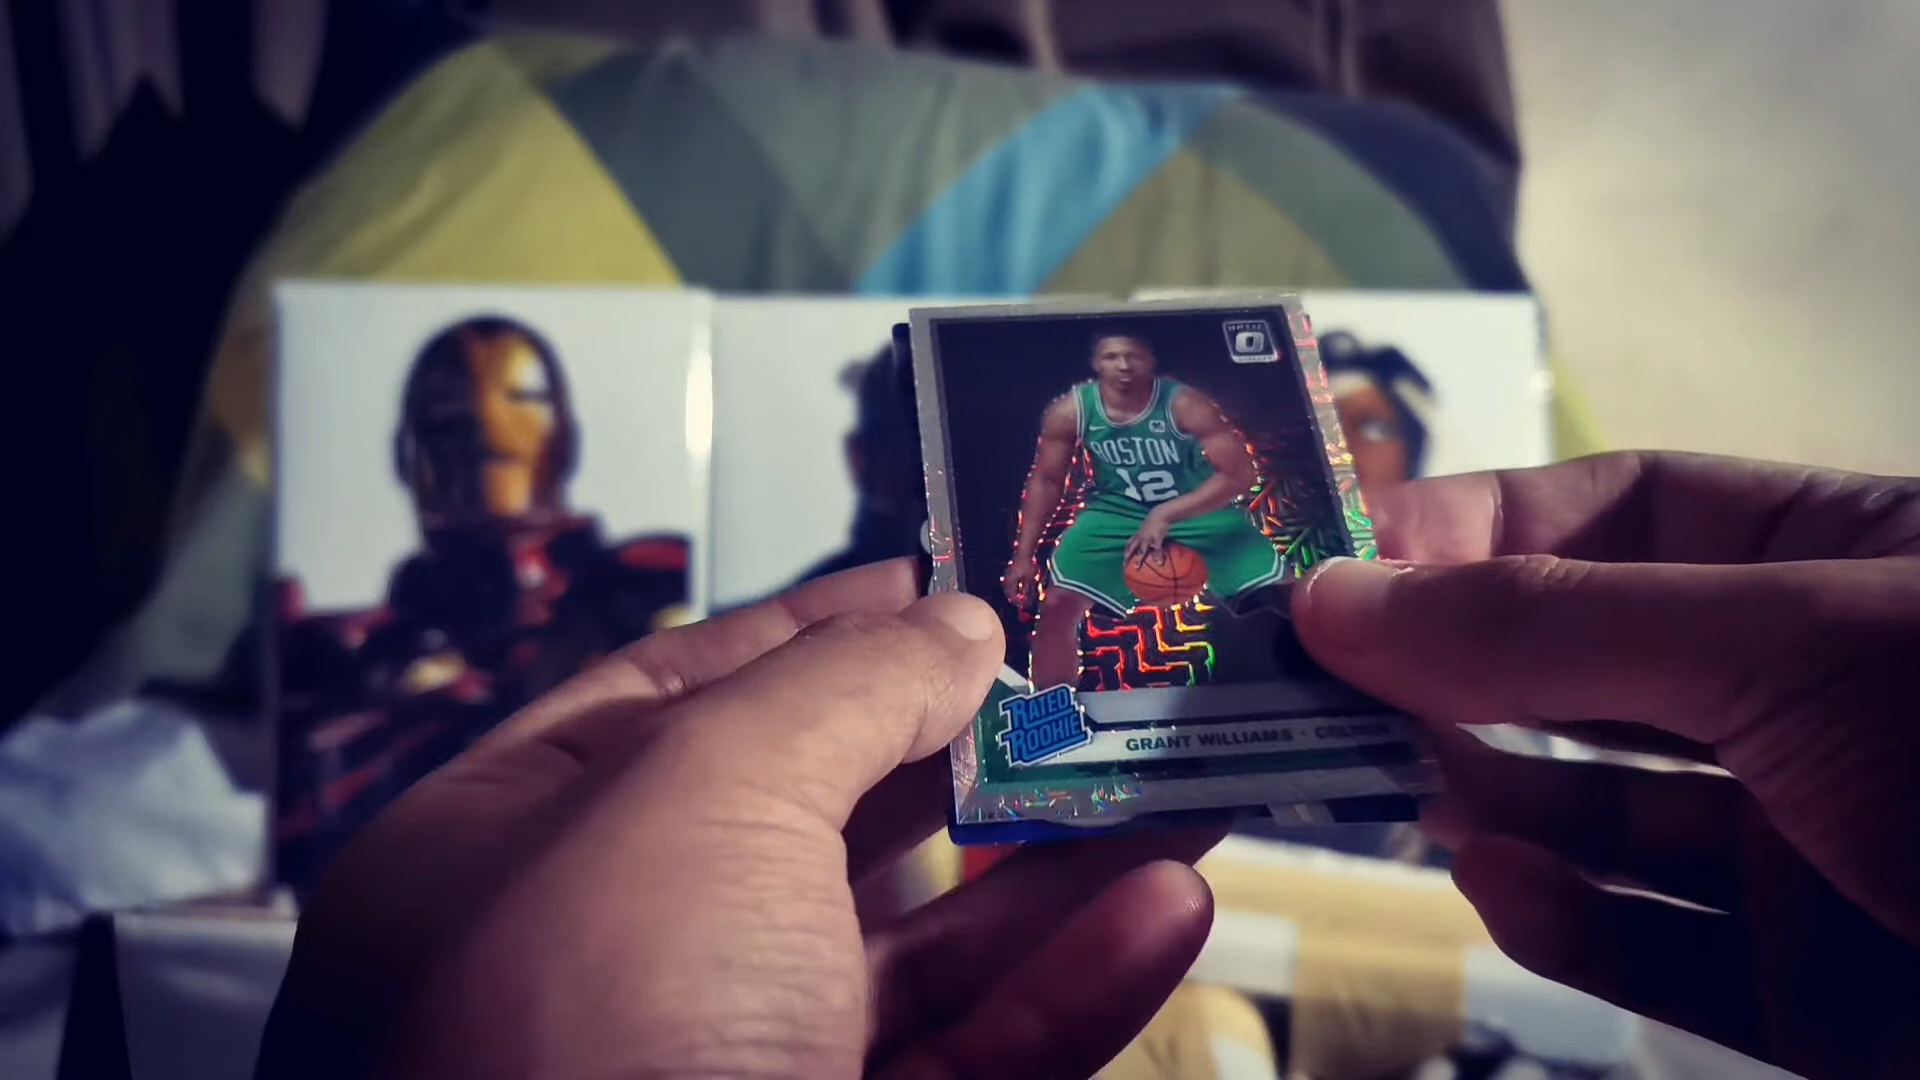 OPTIC
BOSTON
12
RATED
ROOKIE
GRANT WILLIAMS • CELTICS